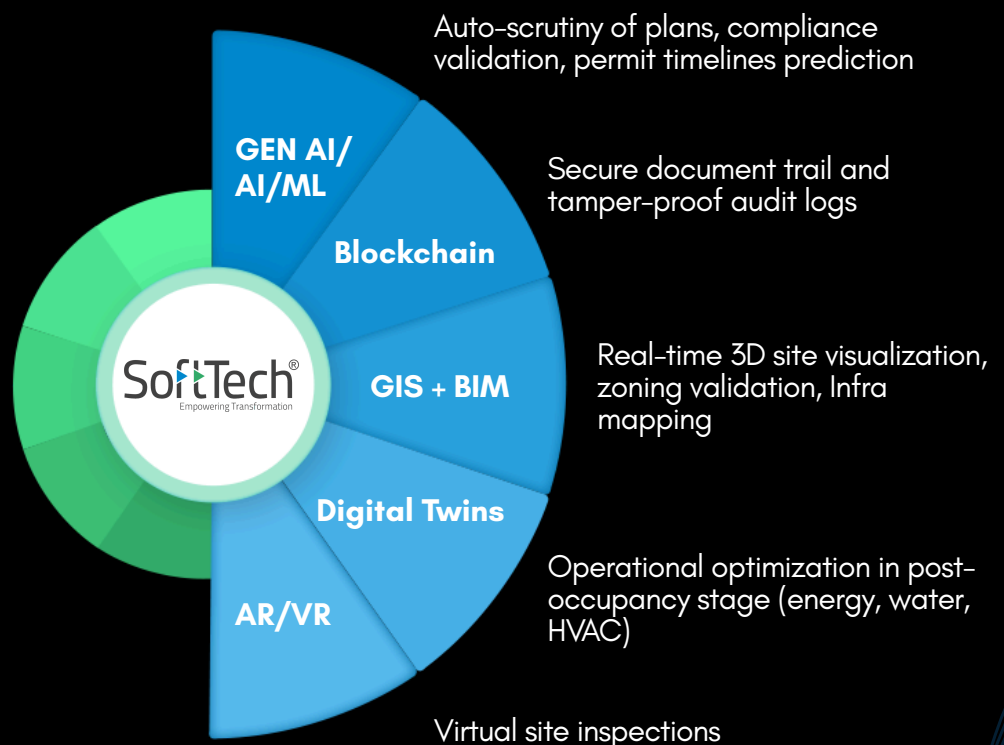 Auto-scrutiny of plans, compliance
validation, permit timelines prediction
GEN AI/
AI/ML
Secure document trail and
tamper-proof audit logs
Blockchain
Real-time 3D site visualization,
zoning validation, Infra
mapping
GIS + BIM
SoftTech®
Empowering Transformation
Digital Twins
Operational optimization in post-
occupancy stage (energy, water,
HVAC)
AR/VR
Virtual site inspections